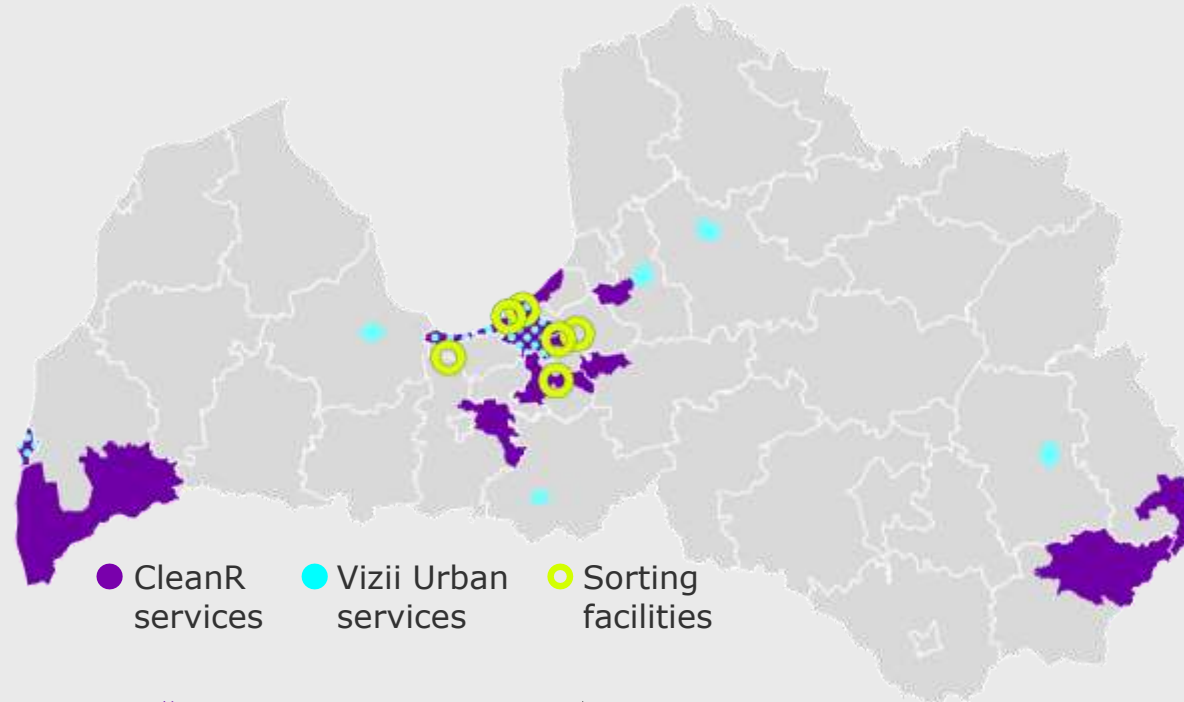 CleanR
services
Vizii Urban
services
Sorting
facilities